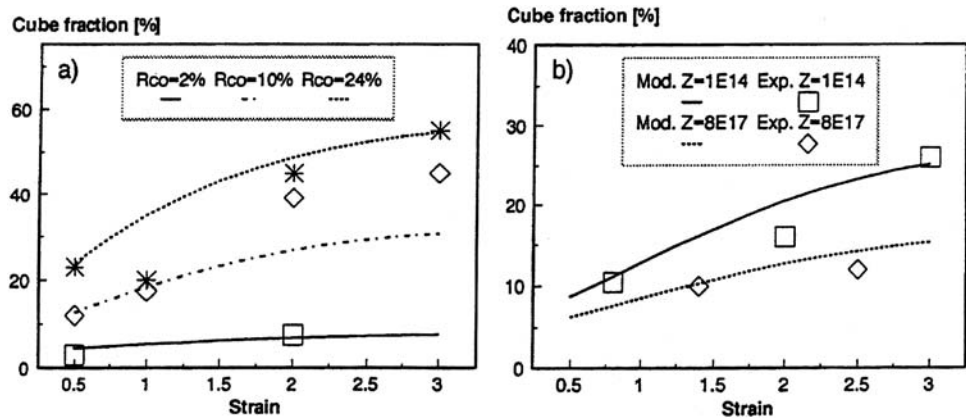 Cube fraction [%]
a)
Rco=2% Rco=10% Rco=24%
60
40
20
0
0.5 1 1.5 2 2.5 3
Strain
Cube fraction [%]
b)
Mod. Z=1E14 Exp. Z=1E14
Mod. Z=8E17 Exp. Z=8E17
40
30
20
10
0
0.5 1 1.5 2 2.5 3
Strain